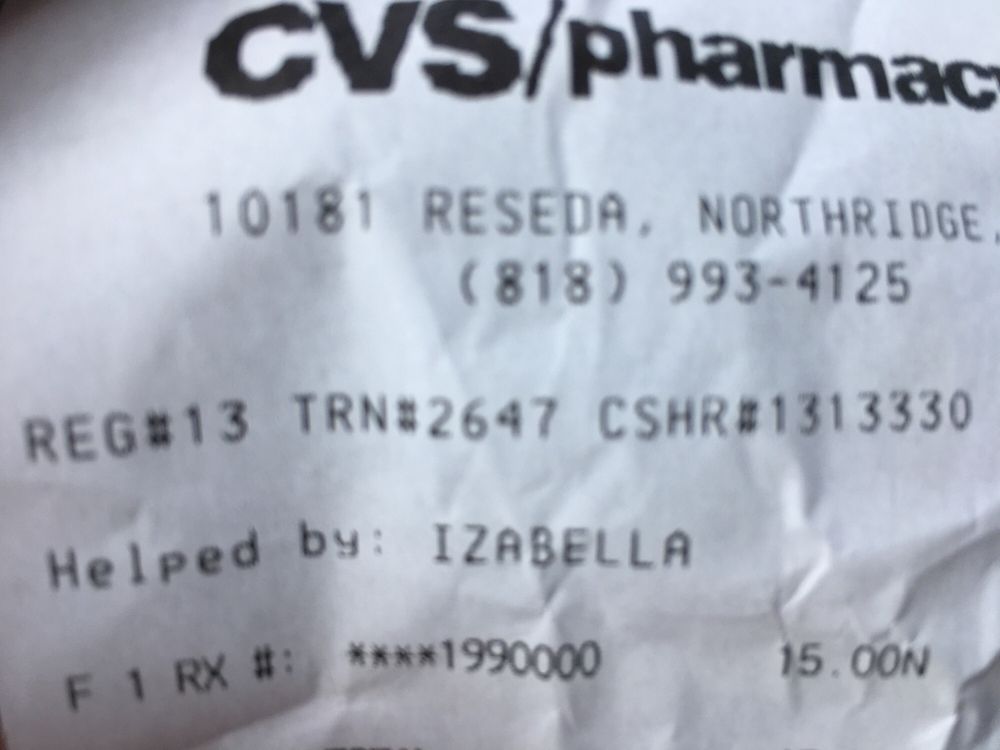 CVS/pharmacy
10181 RESEDA, NORTHRIDGE,
(818) 993-4125
REG#13 TRN#2647 CSHR#1313330
Helped by: IZABELLA
F 1 RX #: ****1990000 15.00N